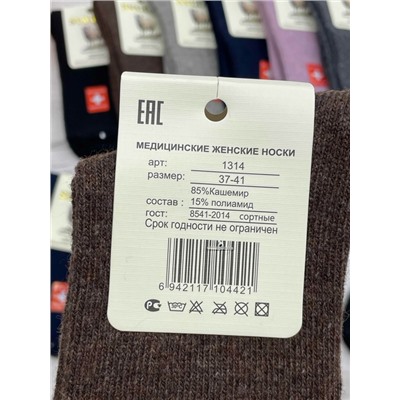 ЕАС
МЕДИЦИНСКИЕ ЖЕНСКИЕ НОСКИ
арт: 1314
размер: 37-41
85%Кашемир
состав : 15% полиамид
гост: 8541-2014 сортные
Срок годности не ограничен
6 942117 104421